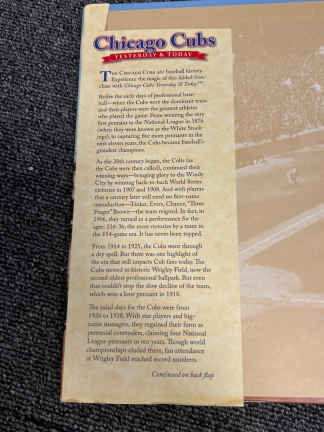 Chicago Cubs
YESTERDAY & TODAY
THE CHICAGO CUBS are baseball history.
Experience the magic of this fabled fran-
chise with Chicago Cubs: Yesterday & Today™.
Before the early days of professional base-
ball—when the Cubs were the dominant team
and their players were the greatest athletes
who played the game. From winning the very
first pennant in the National League in 1876
(when they were known as the White Stock-
ings), to capturing five more pennants in the
next eleven years, the Cubs became baseball's
greatest champions.
As the 20th century began, the Colts (as
the Cubs were then called), continued their
winning ways—bringing glory to the Windy
City by winning back-to-back World Series
victories in 1907 and 1908. And with players
that a century later still need no first-name
introduction—Tinker, Evers, Chance, "Three
Finger" Brown—the team reigned. In fact, in
1906, they turned in a performance for the
ages: 116-36, the most victories by a team in
the 154-game era. It has never been topped.
From 1914 to 1925, the Cubs went through
a dry spell. But there was one highlight of
the era that still impacts Cub fans today. The
Cubs moved to historic Wrigley Field, now the
second oldest professional ballpark. But even
that couldn't stop the slow decline of the team,
which won a lone pennant in 1918.
The salad days for the Cubs were from
1926 to 1938. With star players and big-
name managers, they regained their form as
perennial contenders, claiming four National
League pennants in ten years. Though world
championships eluded them, fan attendance
at Wrigley Field reached record numbers.
Continued on back flap